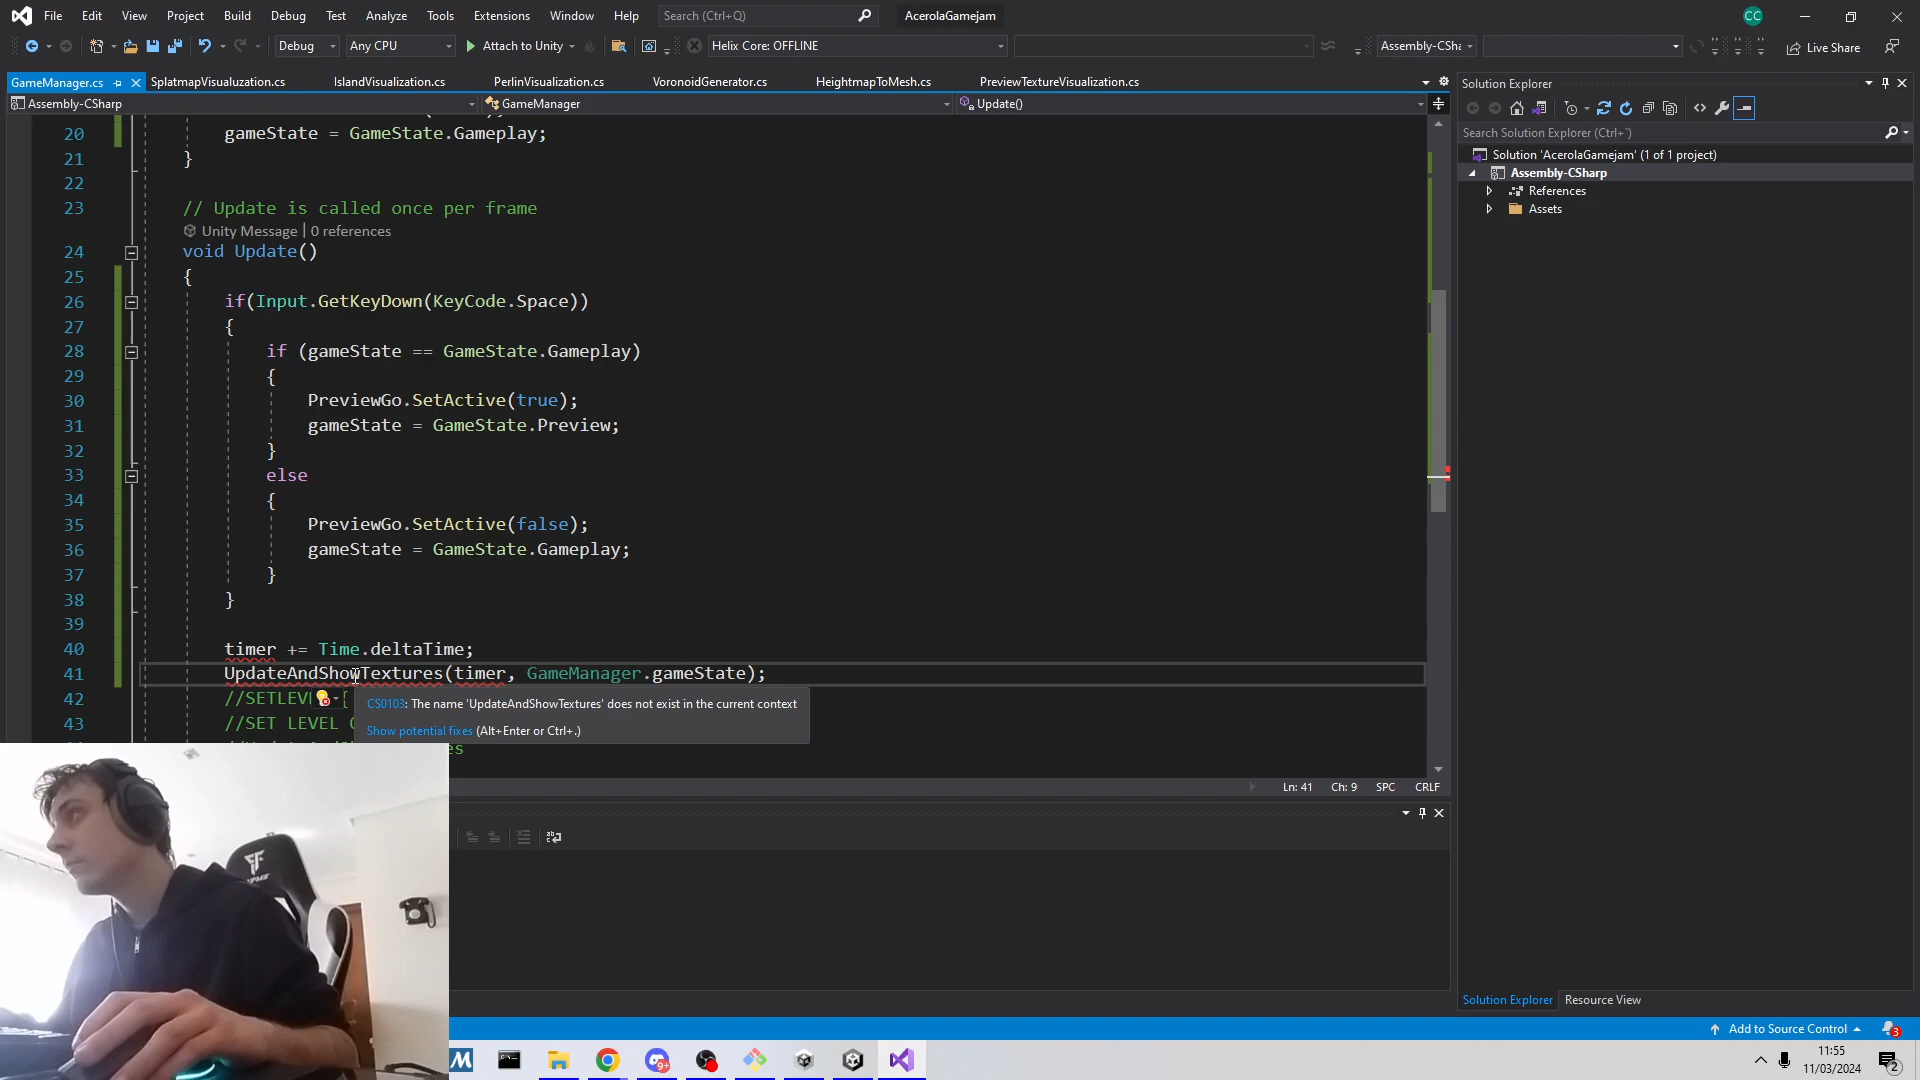 File Edit View Project Build Debug Test Analyze Tools Extensions Window Help Search (Ctrl+Q) AcerolaGamejam CC
Debug Any CPU Attach to Unity Helix Core: OFFLINE Assembly-CSha Live Share
GameManager.cs SplatmapVisualuzation.cs IslandVisualization.cs PerlinVisualization.cs VoronoidGenerator.cs HeightmapToMesh.cs PreviewTextureVisualization.cs
Assembly-CSharp GameManager Update()
20 gameState = GameState.Gameplay;
21 }
22
23 // Update is called once per frame
Unity Message | 0 references
24 void Update()
25 {
26 if(Input.GetKeyDown(KeyCode.Space))
27 {
28 if (gameState == GameState.Gameplay)
29 {
30 PreviewGo.SetActive(true);
31 gameState = GameState.Preview;
32 }
33 else
34 {
35 PreviewGo.SetActive(false);
36 gameState = GameState.Gameplay;
37 }
38 }
39
40 timer += Time.deltaTime;
41 UpdateAndShowTextures(timer, GameManager.gameState);
42 //SETLEV [
CS0103: The name 'UpdateAndShowTextures' does not exist in the current context
43 //SET LEVEL
Show potential fixes (Alt+Enter or Ctrl+.)
Ln: 41 Ch: 9 SPC CRLF
Solution Explorer
Search Solution Explorer (Ctrl+`)
Solution 'AcerolaGamejam' (1 of 1 project)
Assembly-CSharp
References
Assets
Solution Explorer Resource View
Add to Source Control 3
9+
11:55
11/03/2024
2